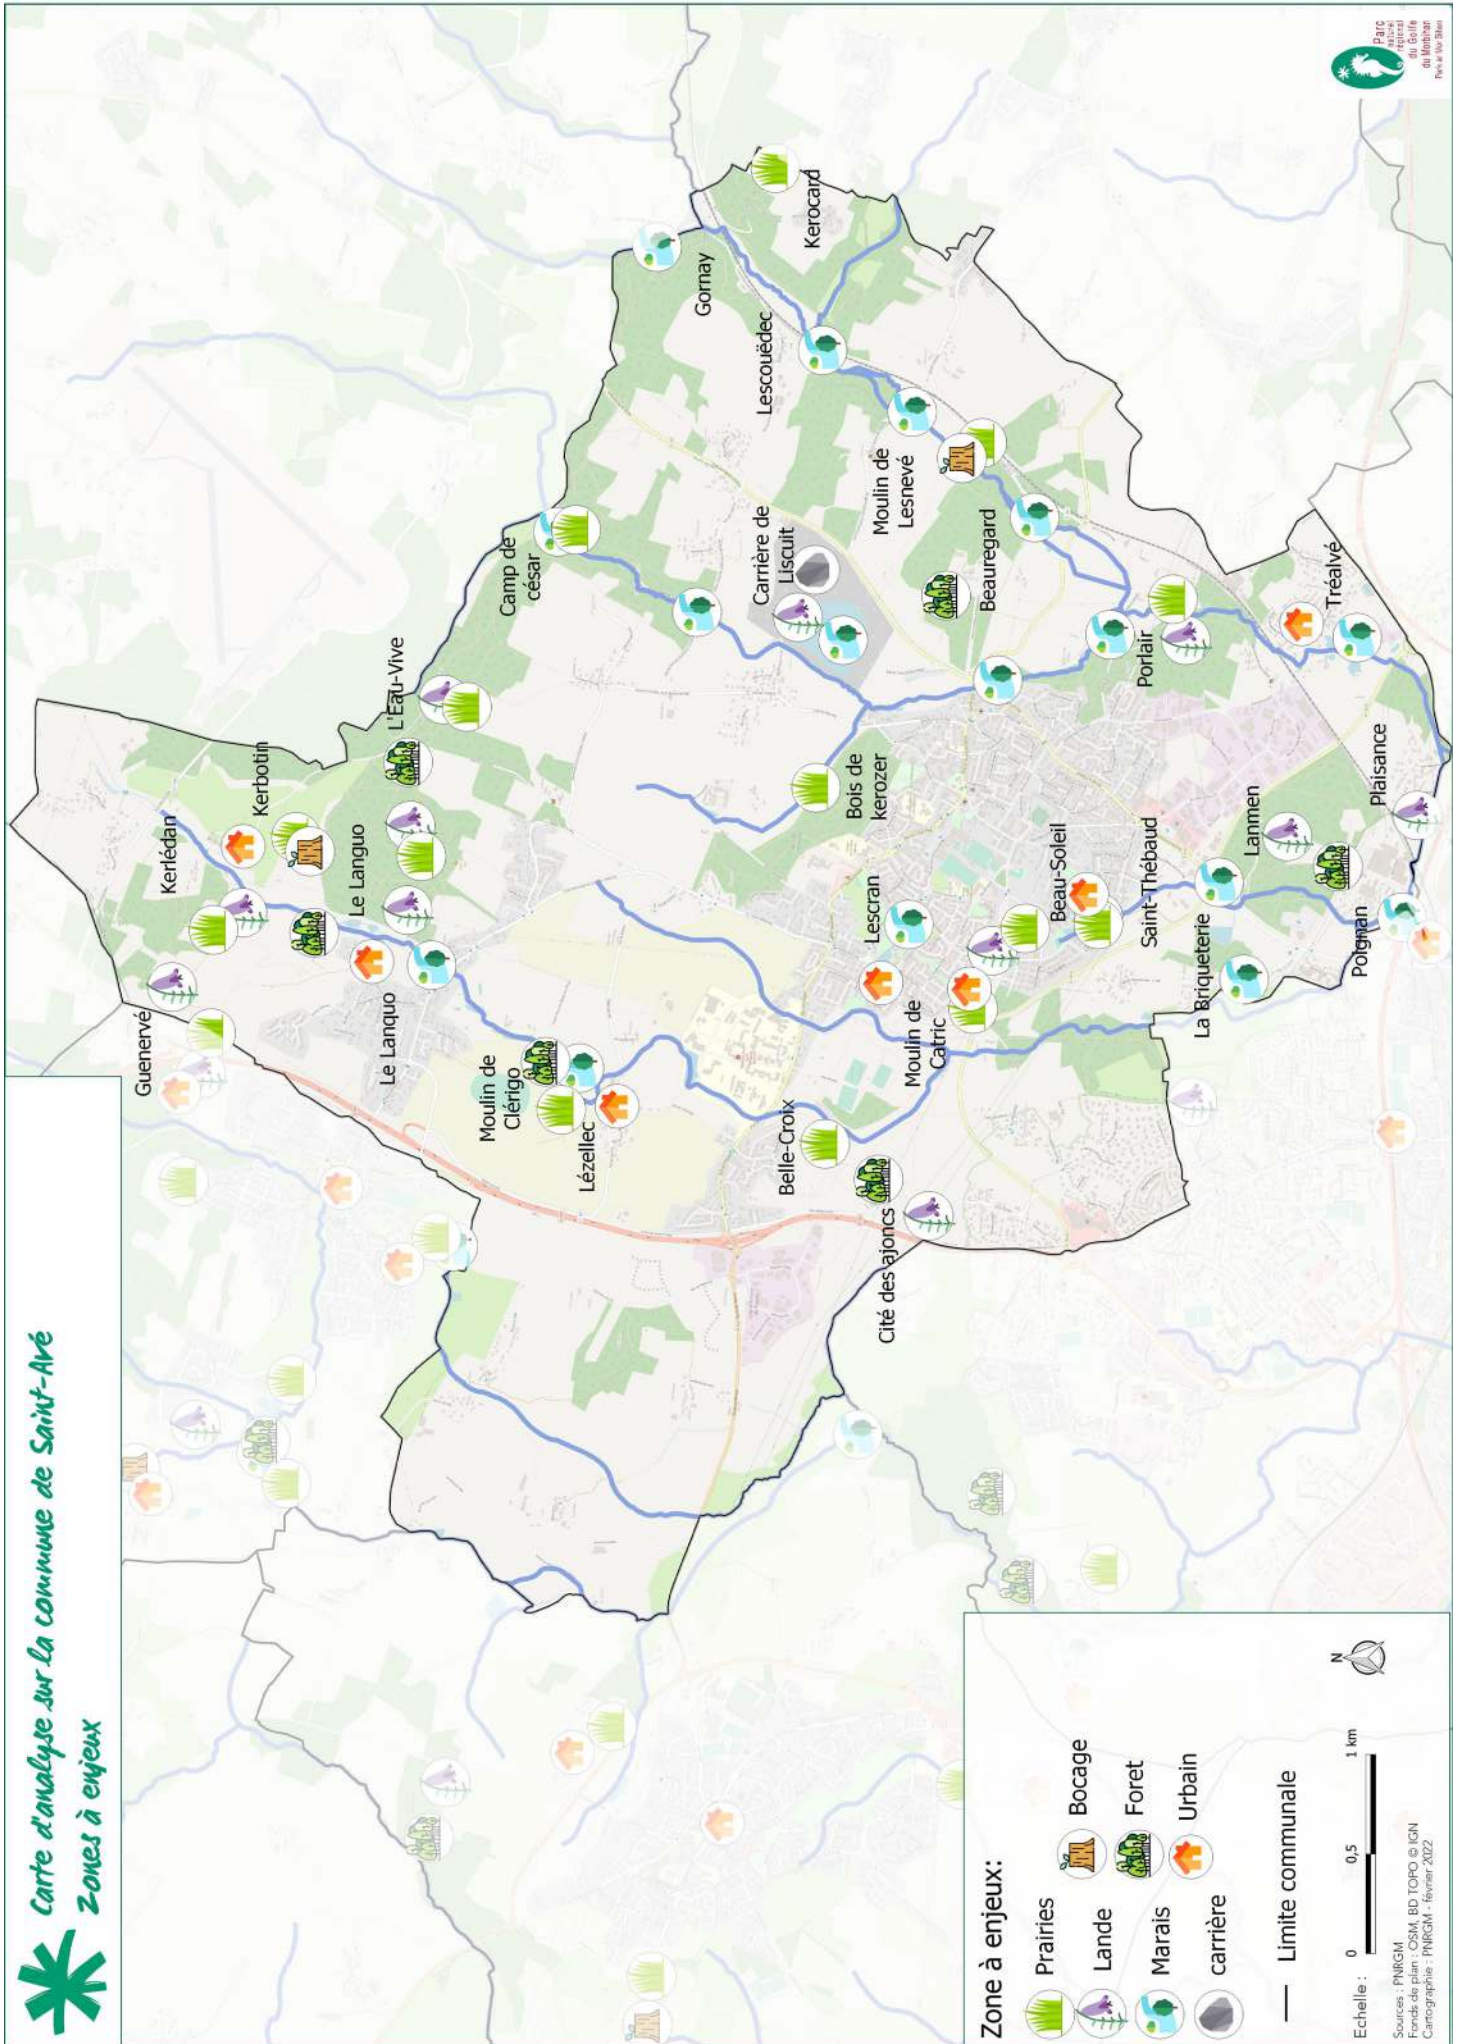 Carte d'analyse sur la commune de Saint-Avé
Zones à enjeux
Parc
naturel
régional
du Golfe
du Morbihan
Guenervé
Kerlédan
Kerbotin
Le Languo
L'Eau-Vive
Le Lanquo
Moulin de
Clérigo
Lézellec
Camp de
césar
Gornay
Kerocard
Lescouëdec
Carrière de
Liscuit
Moulin de
Lesnevé
Beauregard
Bois de
kerozer
Belle-Croix
Cité des ajoncs
Lescran
Moulin de
Catric
Beau-Soleil
Porlair
Saint-Thébaud
La Briqueterie
Lanmen
Tréalvé
Poignan
Plaisance
Zone à enjeux:
Prairies
Bocage
Lande
Foret
Marais
Urbain
carrière
Limite communale
Echelle :
0
0,5
1 km
N
Sources : PNRGM
Fonds de plan : OSM, BD TOPO © IGN
Cartographie : PNRGM - février 2022